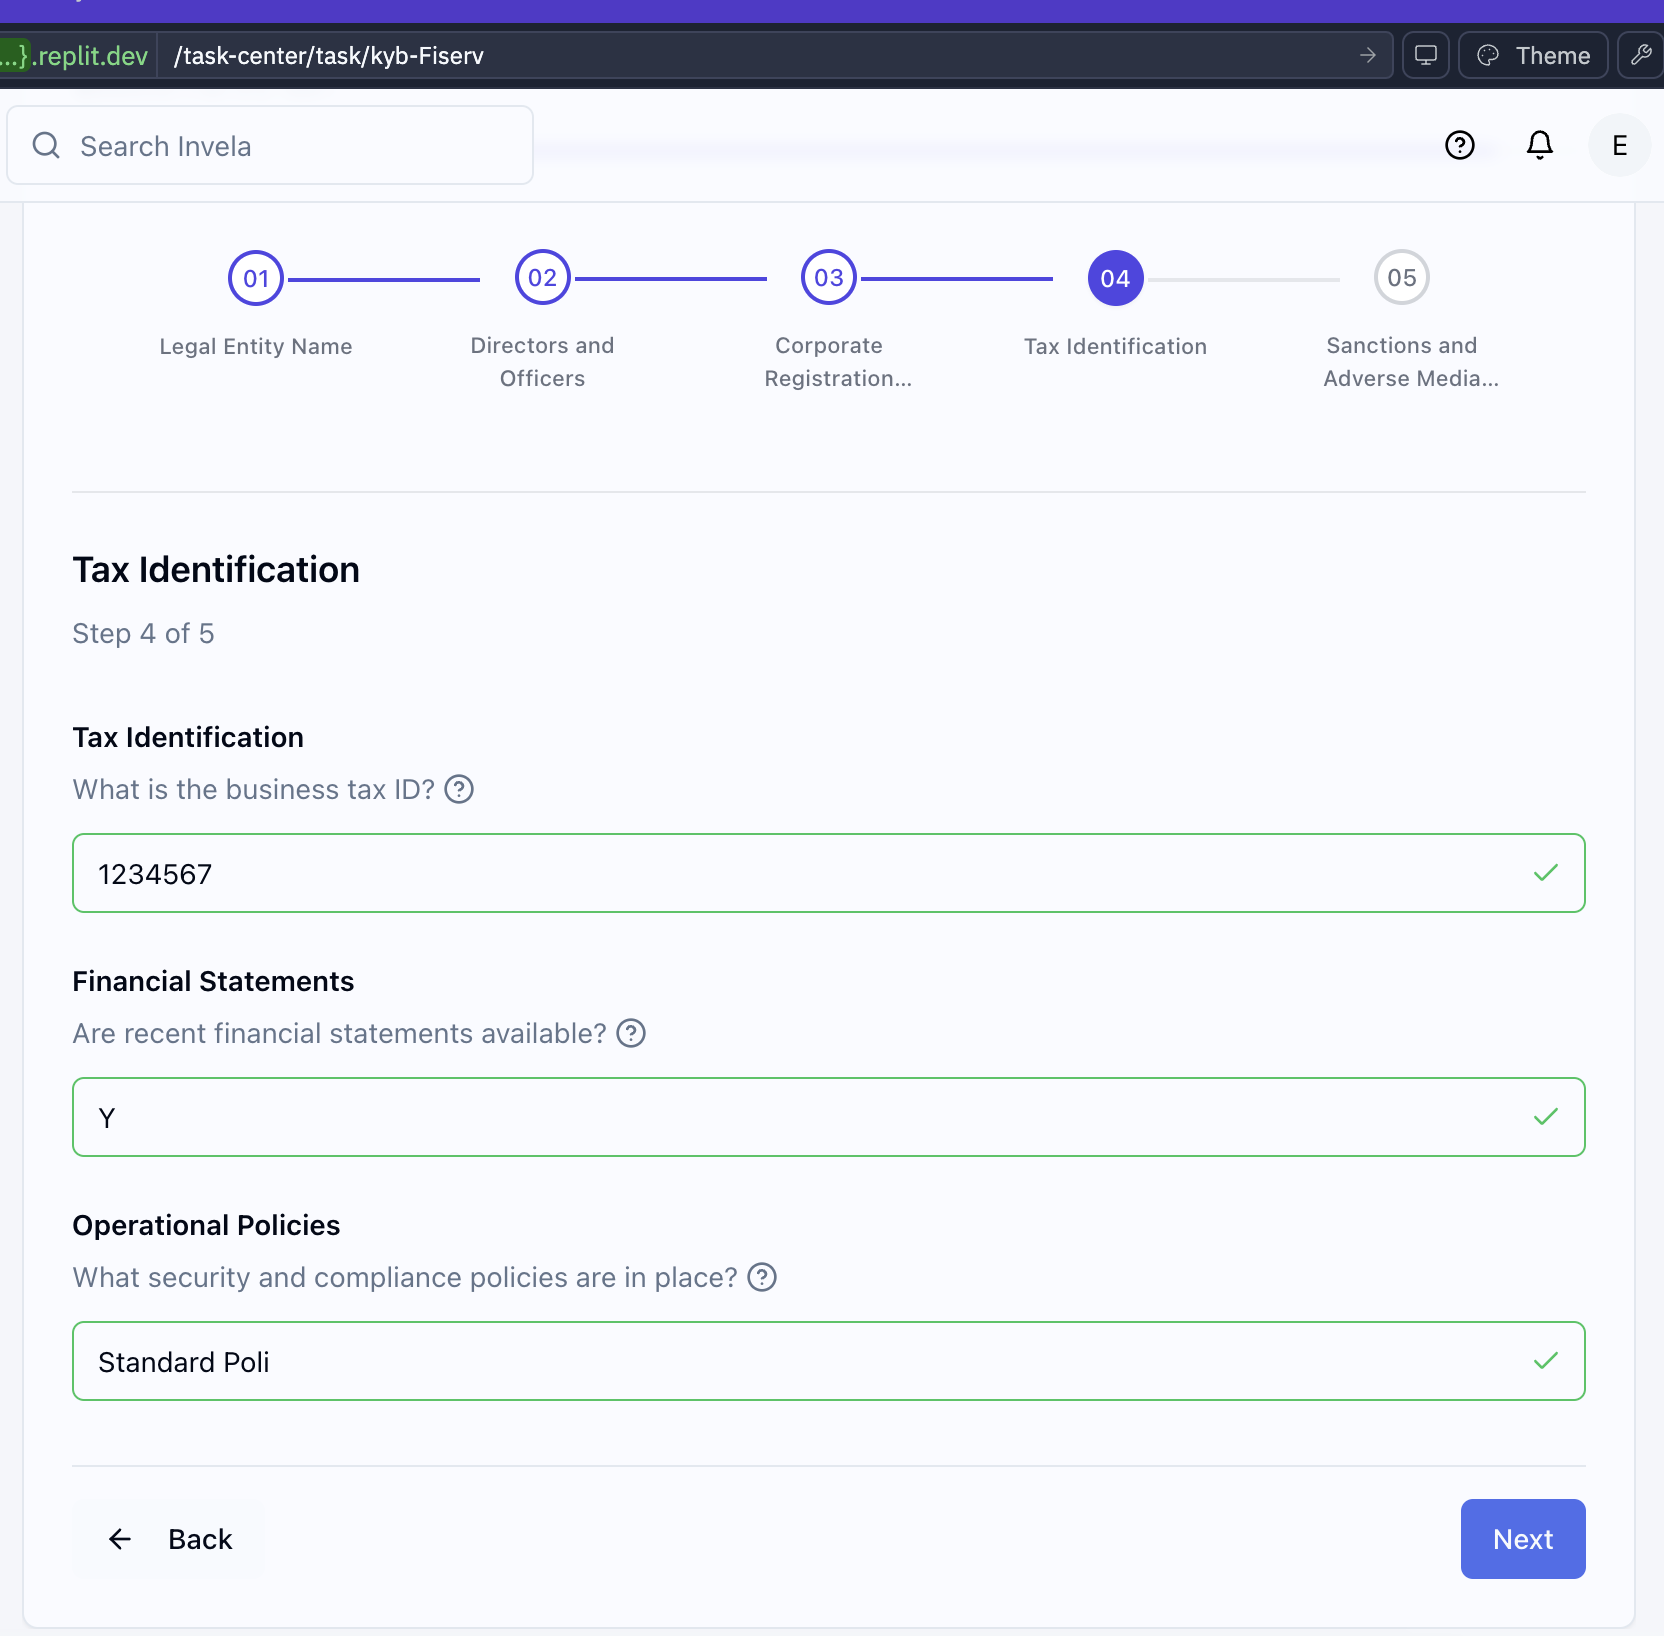 ...}.replit.dev /task-center/task/kyb-Fiserv Theme
Search Invela E
01 02 03 04 05
Legal Entity Name
Directors and
Officers
Corporate
Registration...
Tax Identification
Sanctions and
Adverse Media...
Tax Identification
Step 4 of 5
Tax Identification
What is the business tax ID?
1234567
Financial Statements
Are recent financial statements available?
Y
Operational Policies
What security and compliance policies are in place?
Standard Poli
Back Next